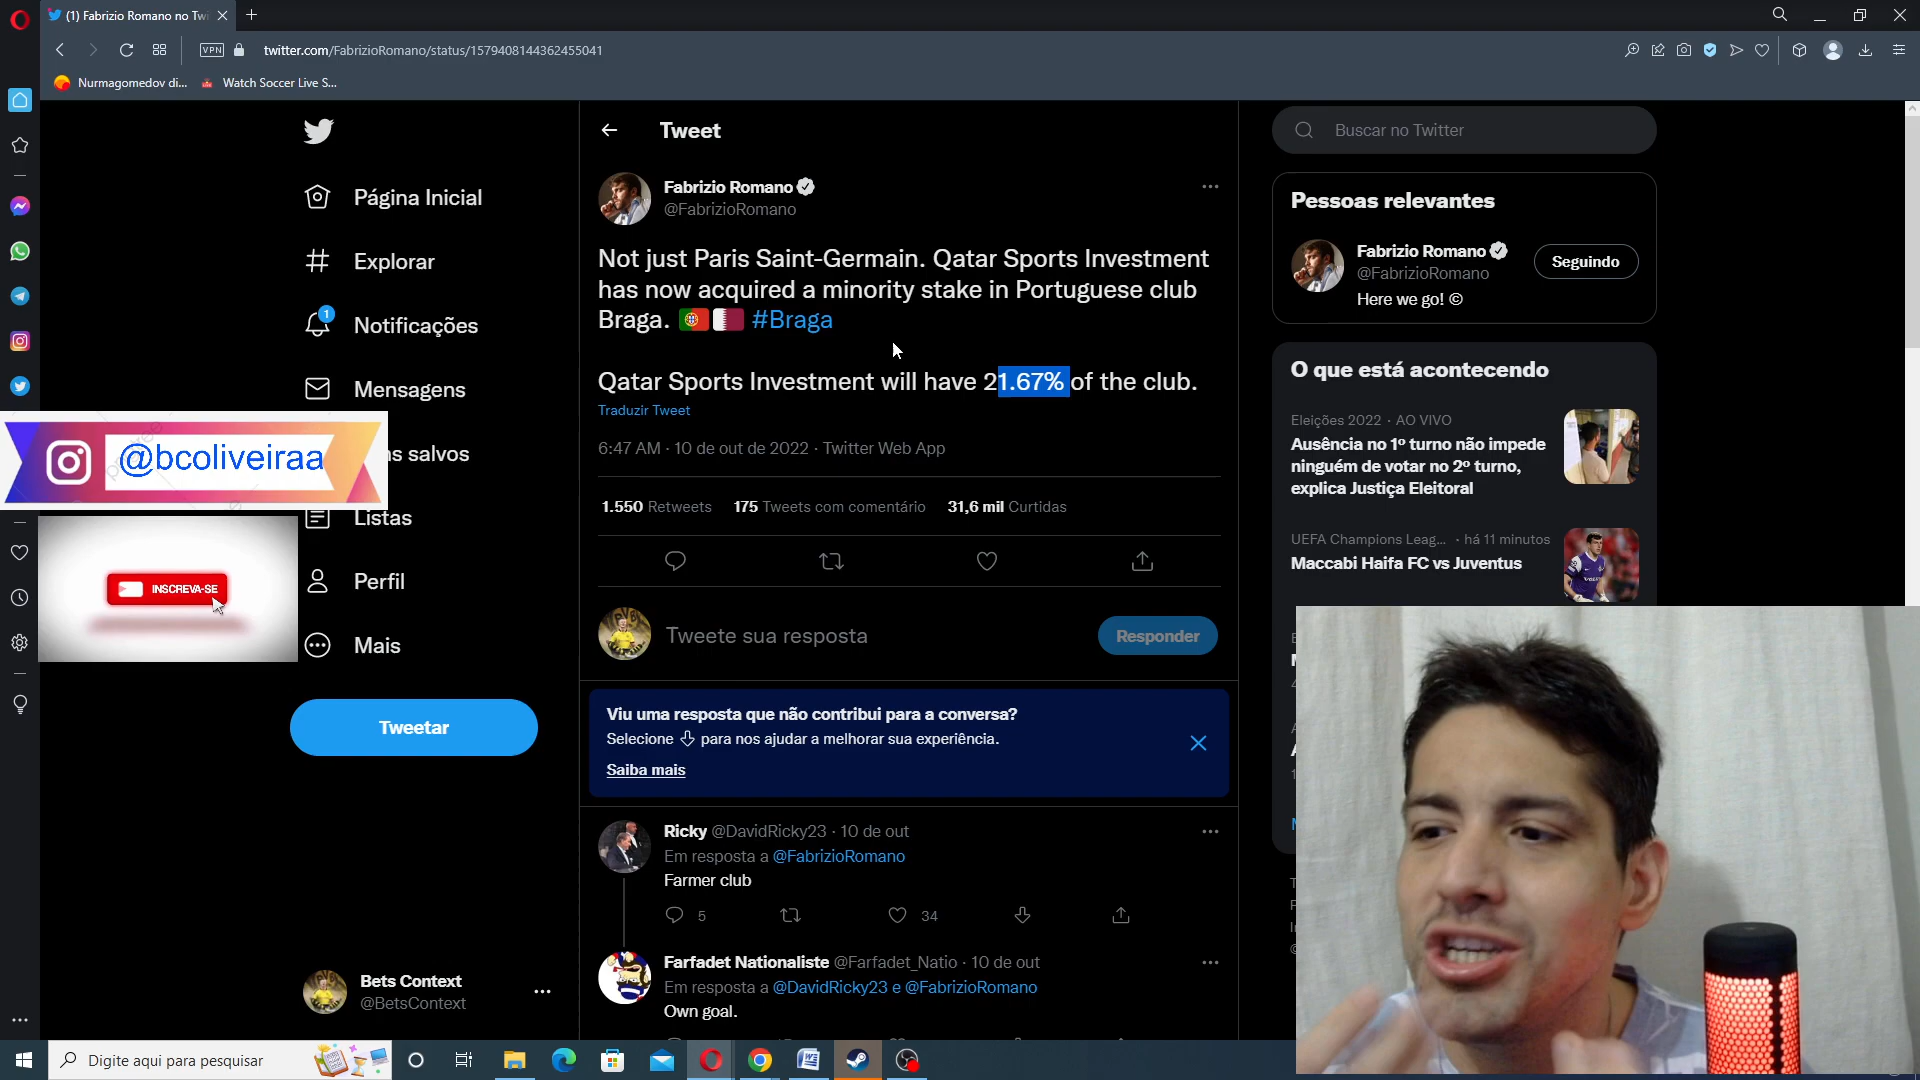 (1) Fabrizio Romano no Twi
VPN
twitter.com/FabrizioRomano/status/1579408144362455041
Nurmagomedov di...
Watch Soccer Live S...
Página Inicial
Explorar
1
Notificações
Mensagens
ns salvos
Listas
Perfil
Mais
Tweetar
Bets Context
@BetsContext
@bcoliveiraa
INSCREVA-SE
Tweet
Fabrizio Romano
@FabrizioRomano
Not just Paris Saint-Germain. Qatar Sports Investment
has now acquired a minority stake in Portuguese club
Braga. 🇵🇹🇶🇦 #Braga
Qatar Sports Investment will have 21.67% of the club.
Traduzir Tweet
6:47 AM · 10 de out de 2022 · Twitter Web App
1.550 Retweets 175 Tweets com comentário 31,6 mil Curtidas
Tweete sua resposta
Responder
Viu uma resposta que não contribui para a conversa?
Selecione para nos ajudar a melhorar sua experiência.
Saiba mais
Ricky @DavidRicky23 · 10 de out
Em resposta a @FabrizioRomano
Farmer club
5
34
Farfadet Nationaliste @Farfadet_Natio · 10 de out
Em resposta a @DavidRicky23 e @FabrizioRomano
Own goal.
Buscar no Twitter
Pessoas relevantes
Fabrizio Romano
@FabrizioRomano
Seguindo
Here we go! ©
O que está acontecendo
Eleições 2022 · AO VIVO
Ausência no 1º turno não impede
ninguém de votar no 2º turno,
explica Justiça Eleitoral
UEFA Champions Leag... · há 11 minutos
Maccabi Haifa FC vs Juventus
Digite aqui para pesquisar